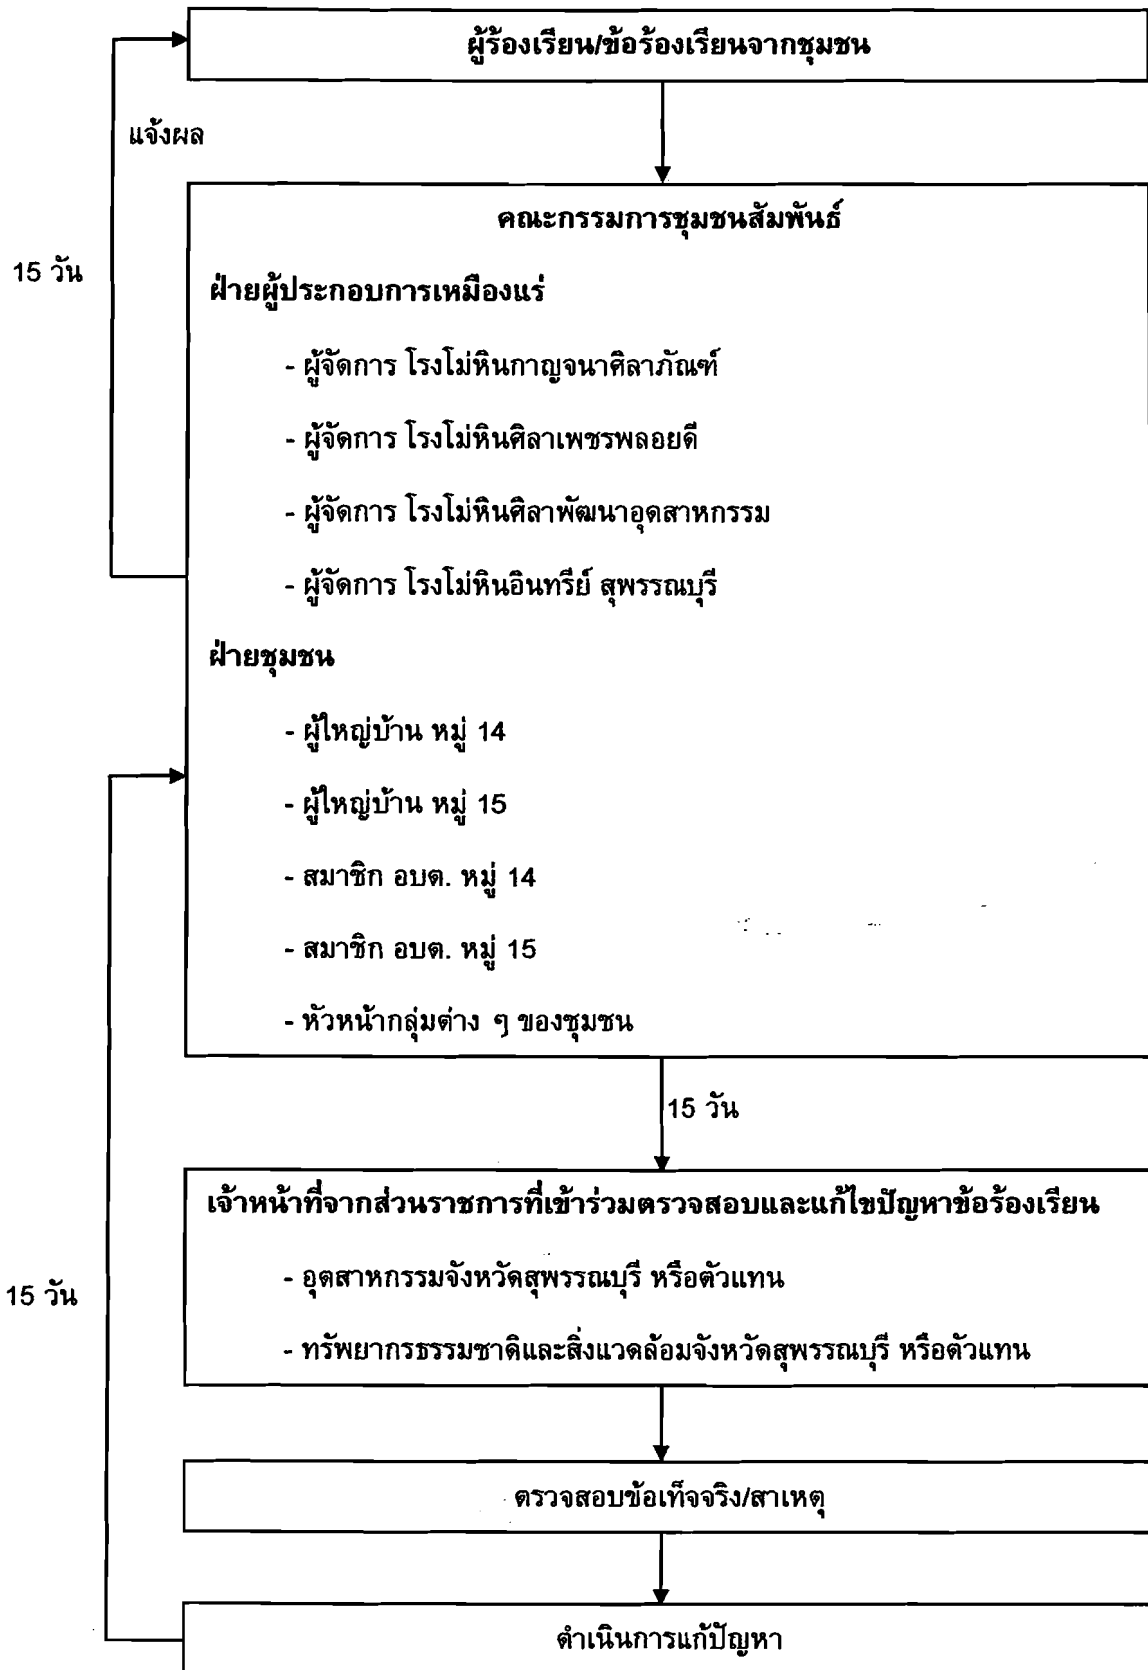 ผู้ร้องเรียน/ข้อร้องเรียนจากชุมชน
แจ้งผล
15 วัน
คณะกรรมการชุมชนสัมพันธ์
ฝ่ายผู้ประกอบการเหมืองแร่
- ผู้จัดการ โรงโม่หินกาญจนาศิลาภัณฑ์
- ผู้จัดการ โรงโม่หินศิลาเพชรพลอยดี
- ผู้จัดการ โรงโม่หินศิลาพัฒนาอุตสาหกรรม
- ผู้จัดการ โรงโม่หินอินทรีย์ สุพรรณบุรี
ฝ่ายชุมชน
- ผู้ใหญ่บ้าน หมู่ 14
- ผู้ใหญ่บ้าน หมู่ 15
- สมาชิก อบต. หมู่ 14
- สมาชิก อบต. หมู่ 15
- หัวหน้ากลุ่มต่าง ๆ ของชุมชน
15 วัน
เจ้าหน้าที่จากส่วนราชการที่เข้าร่วมตรวจสอบและแก้ไขปัญหาข้อร้องเรียน
- อุตสาหกรรมจังหวัดสุพรรณบุรี หรือตัวแทน
15 วัน
- ทรัพยากรธรรมชาติและสิ่งแวดล้อมจังหวัดสุพรรณบุรี หรือตัวแทน
ตรวจสอบข้อเท็จจริง/สาเหตุ
ดำเนินการแก้ปัญหา